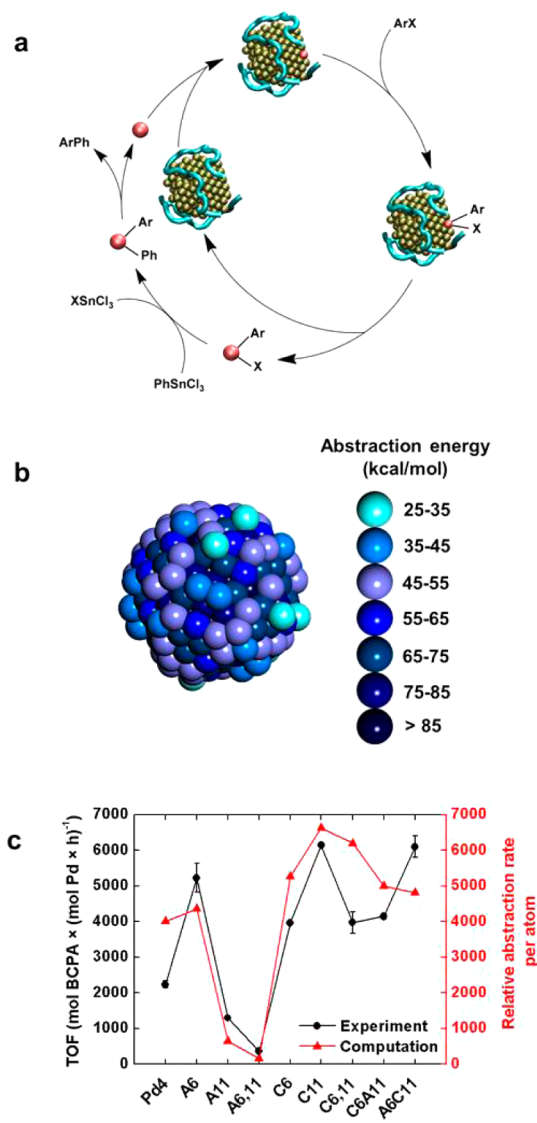 a
ArX
ArPh
Ar
X
Ar
Ph
XSnCl3
Ar
X
PhSnCl3
b
Abstraction energy
(kcal/mol)
25-35
35-45
45-55
55-65
65-75
75-85
> 85
c
TOF (mol BCPA × (mol Pd × h)-1)
7000
6000
5000
4000
3000
2000
1000
0
7000
6000
5000
4000
3000
2000
1000
0
Relative abstraction rate
per atom
Experiment
Computation
Pd4
A6
A11
A6,11
C6
C11
C6,11
C6A11
A6C11